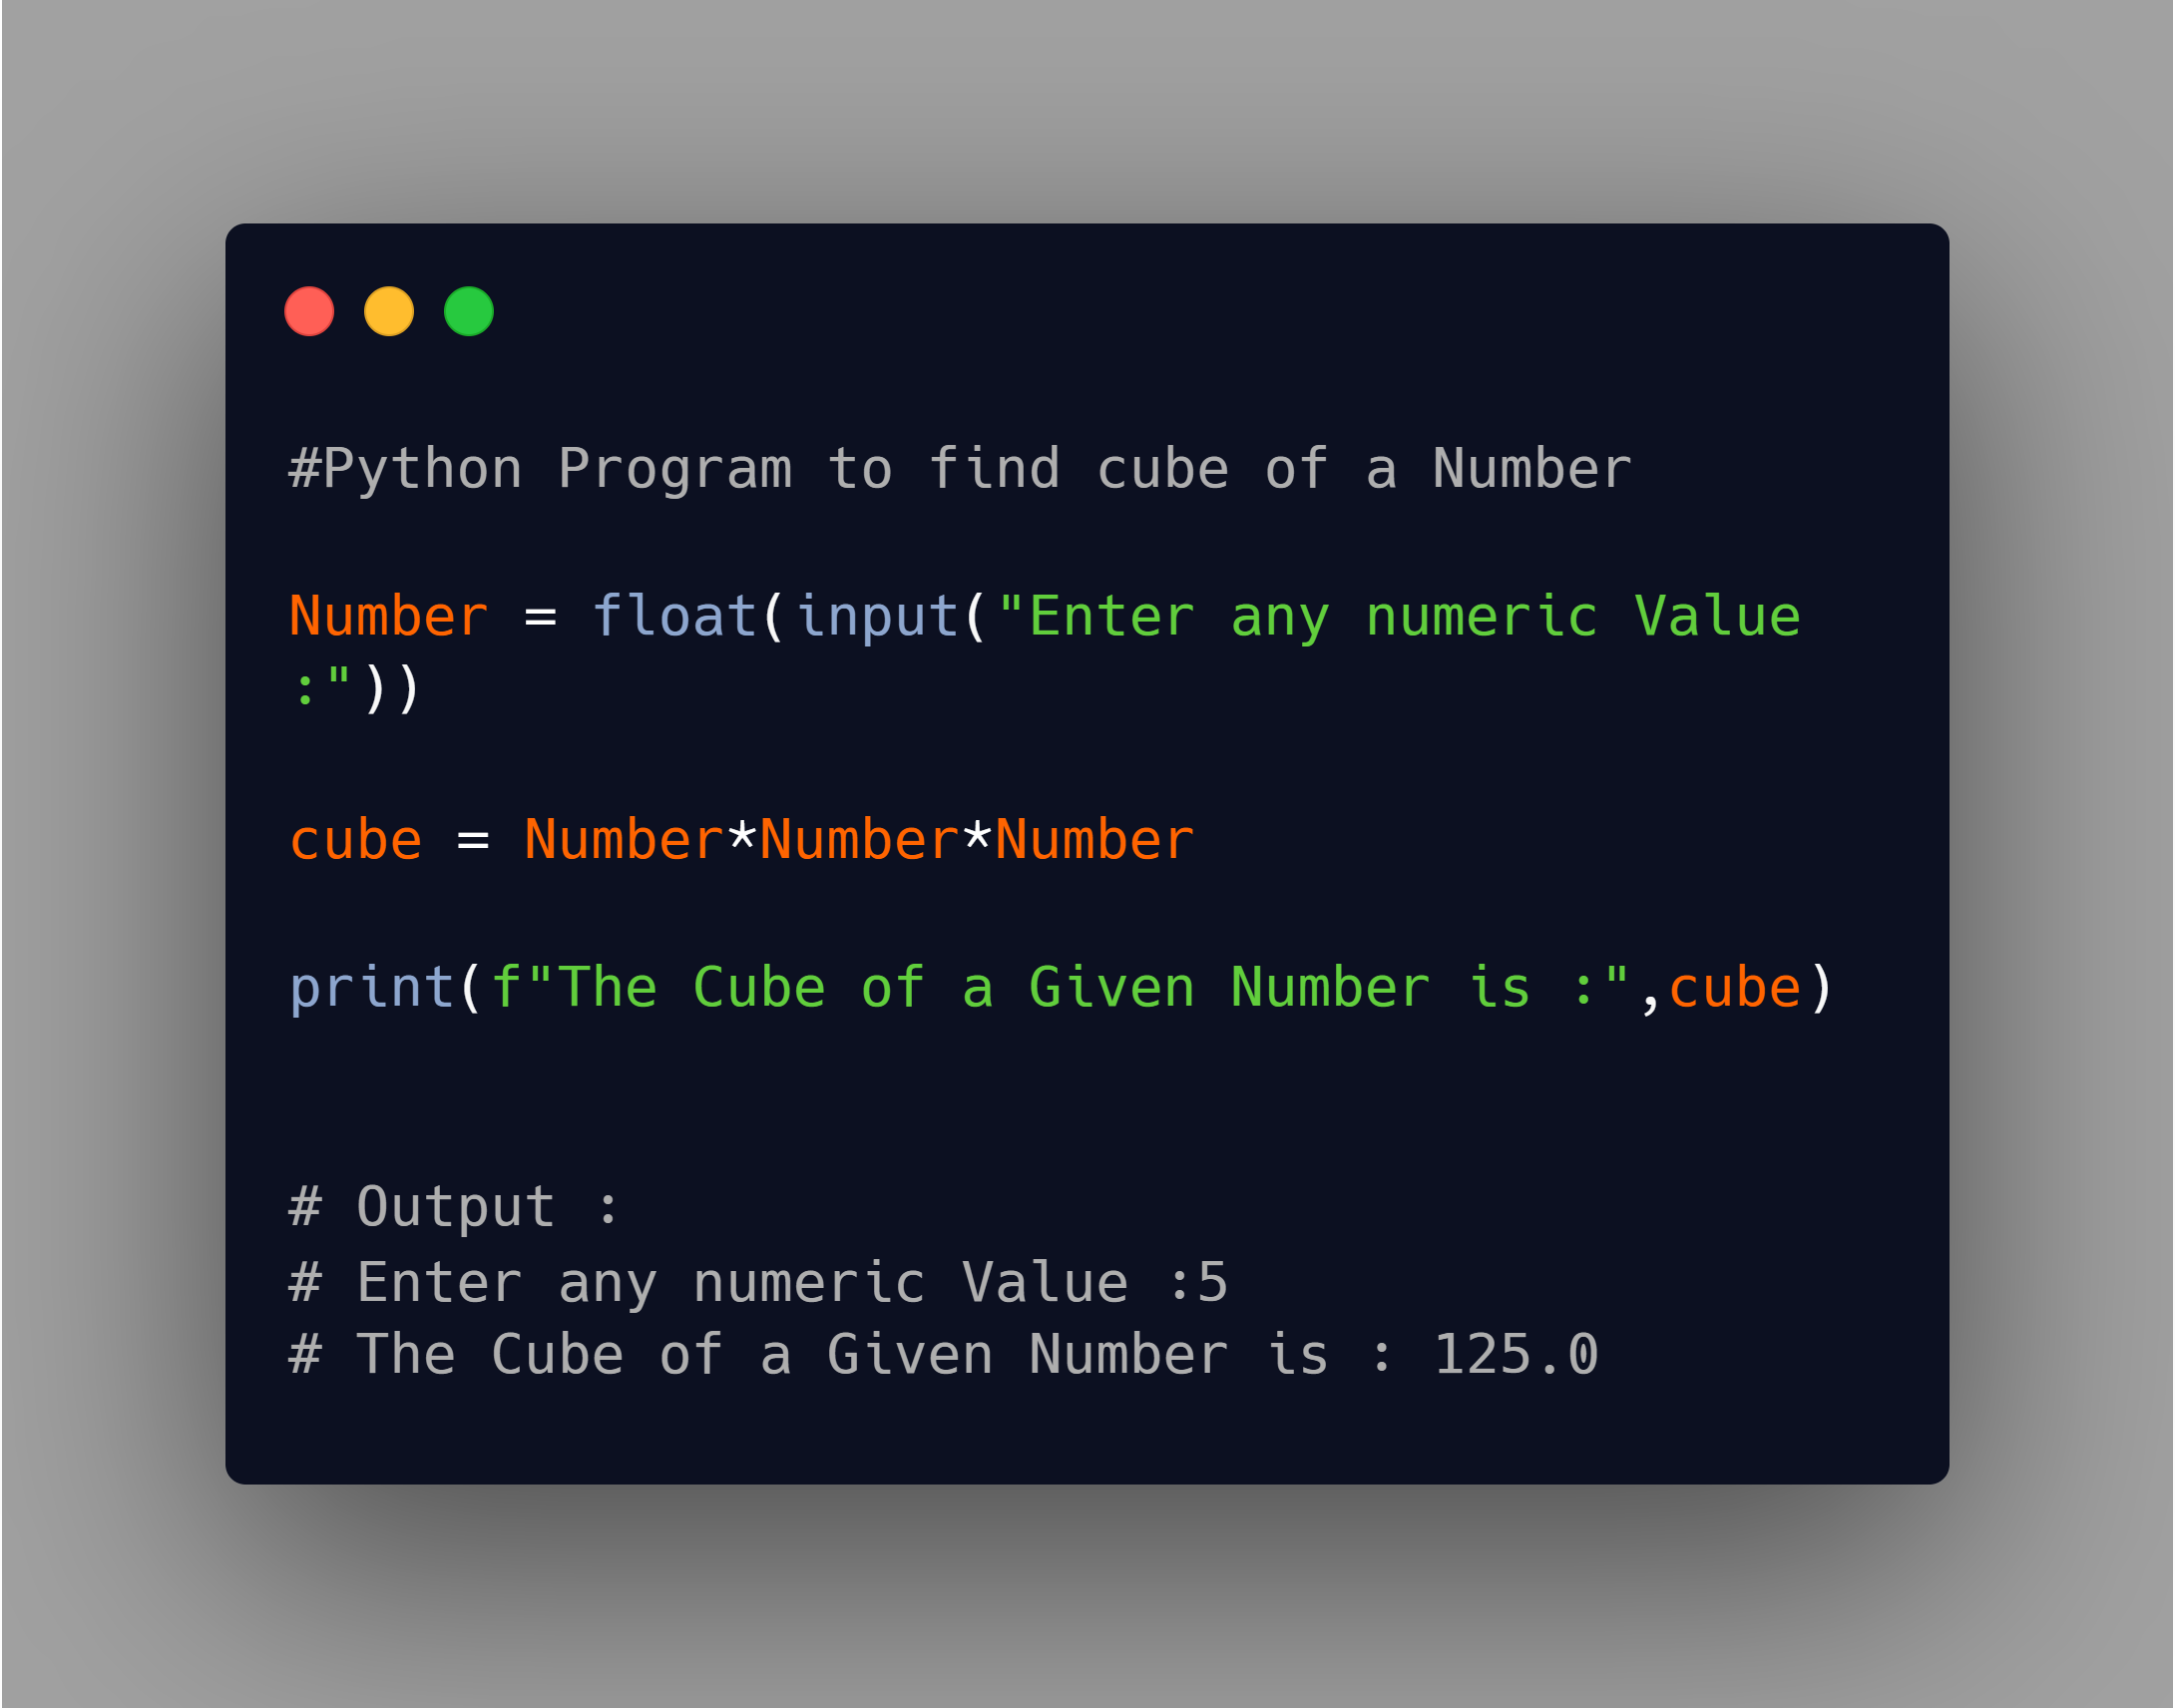 #Python Program to find cube of a Number
Number = float(input("Enter any numeric Value
:"))
cube = Number*Number*Number
print(f"The Cube of a Given Number is :",cube)
# Output :
# Enter any numeric Value :5
# The Cube of a Given Number is : 125.0